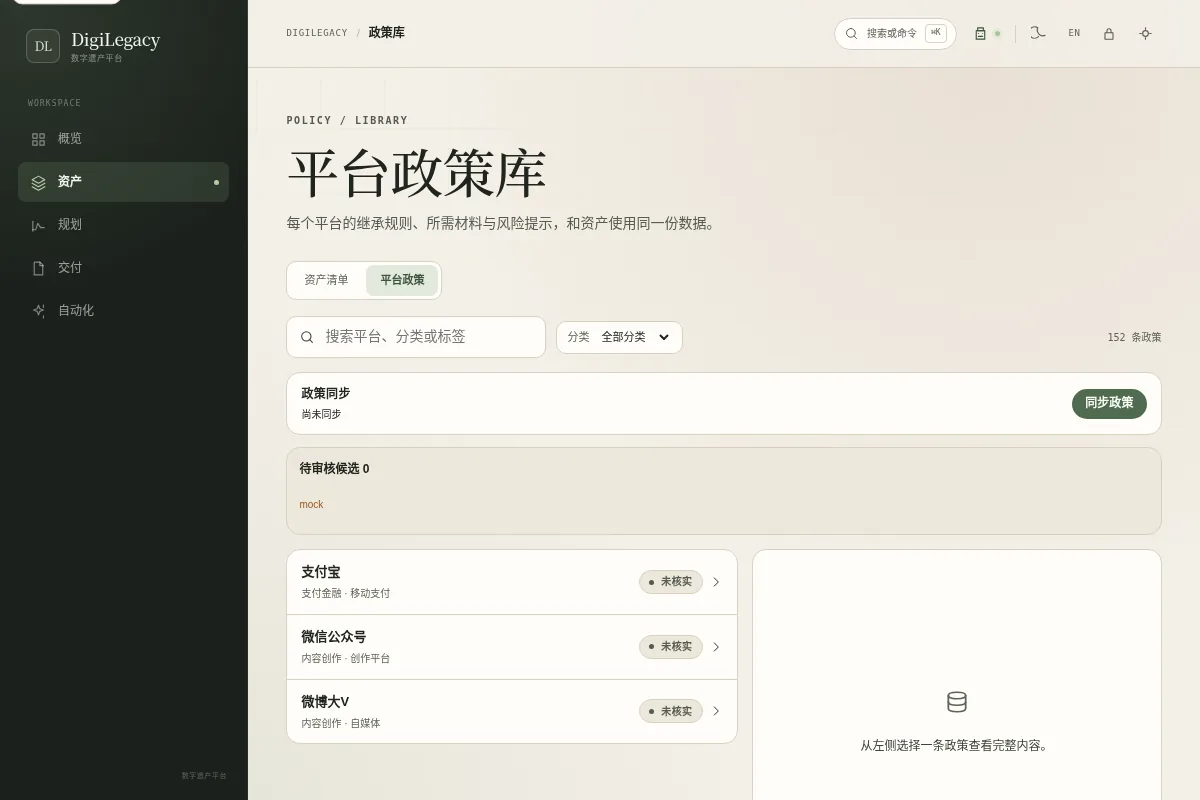 DL
DigiLegacy
数字遗产平台
WORKSPACE
概览
资产
规划
交付
自动化
数字遗产平台
DIGILEGACY / 政策库
搜索或命令
⌘K
EN
POLICY / LIBRARY
平台政策库
每个平台的继承规则、所需材料与风险提示，和资产使用同一份数据。
资产清单
平台政策
搜索平台、分类或标签
分类 全部分类
152 条政策
政策同步
尚未同步
同步政策
待审核候选 0
mock
支付宝
支付金融 · 移动支付
未核实
微信公众号
内容创作 · 创作平台
未核实
微博大V
内容创作 · 自媒体
未核实
从左侧选择一条政策查看完整内容。